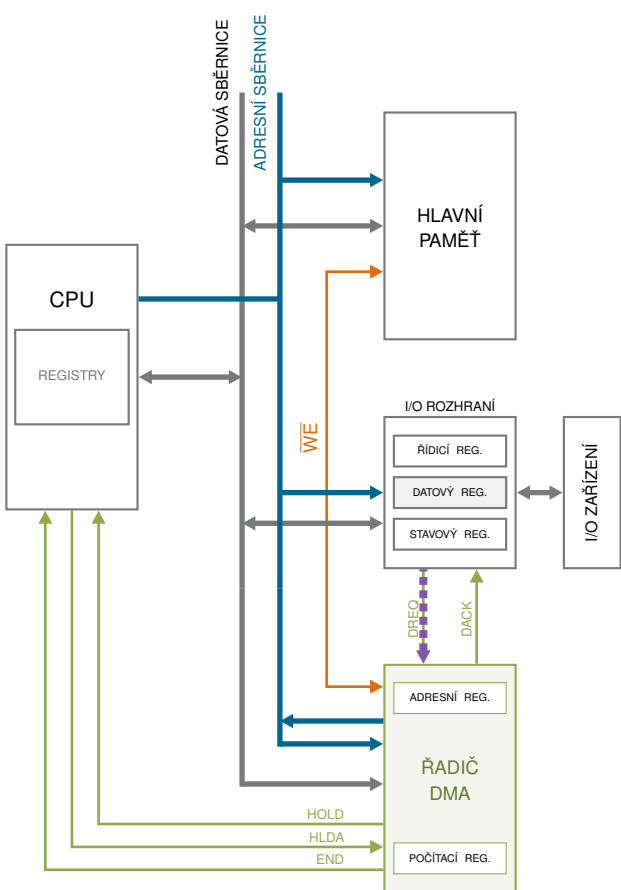 DATOVÁ SBĚRNICE
ADRESNÍ SBĚRNICE
HLAVNÍ
PAMĚŤ
CPU
REGISTRY
WE
I/O ROZHRANÍ
ŘÍDICÍ REG.
DATOVÝ REG.
STAVOVÝ REG.
I/O ZAŘÍZENÍ
DREQ
DACK
ADRESNÍ REG.
ŘADIČ
DMA
HOLD
HLDA
END
POČÍTACÍ REG.